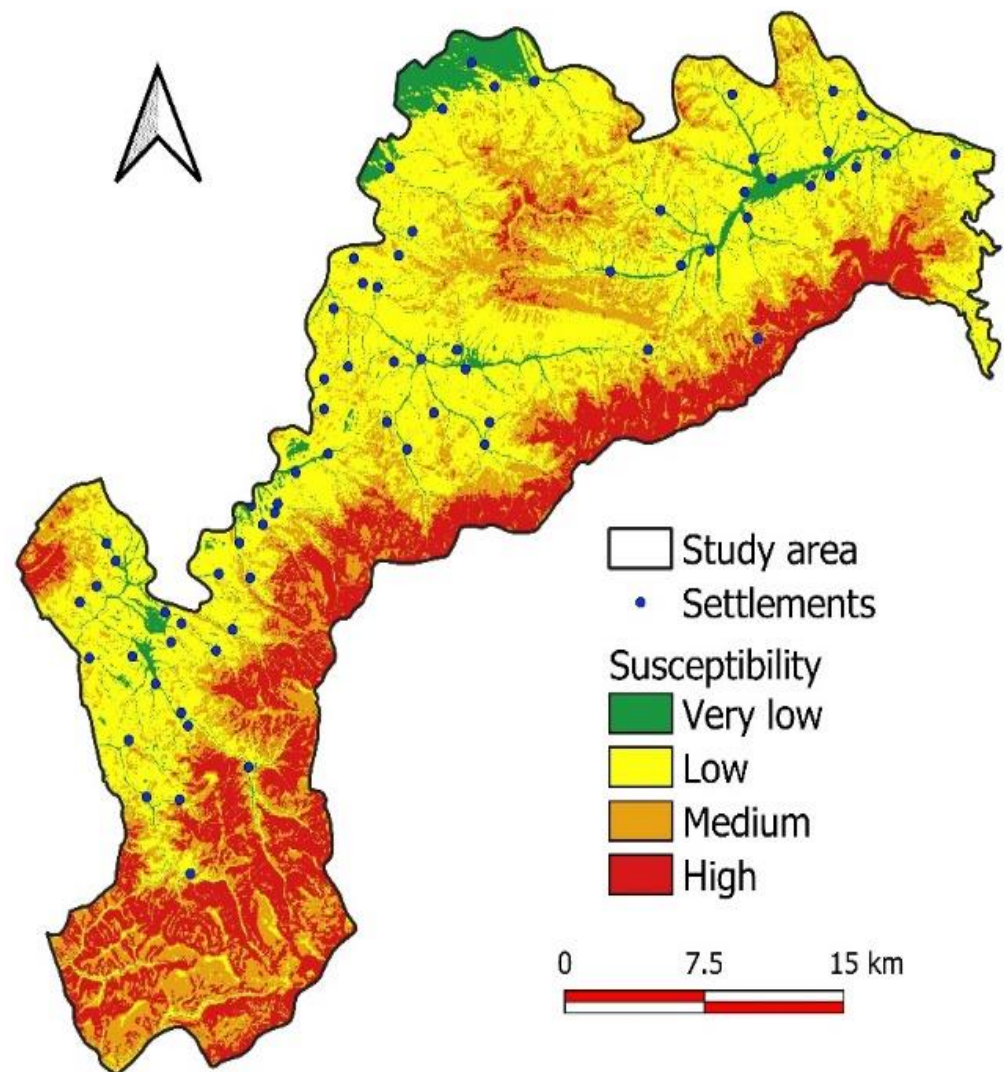 Study area
Settlements
Susceptibility
Very low
Low
Medium
High
0 7.5 15 km